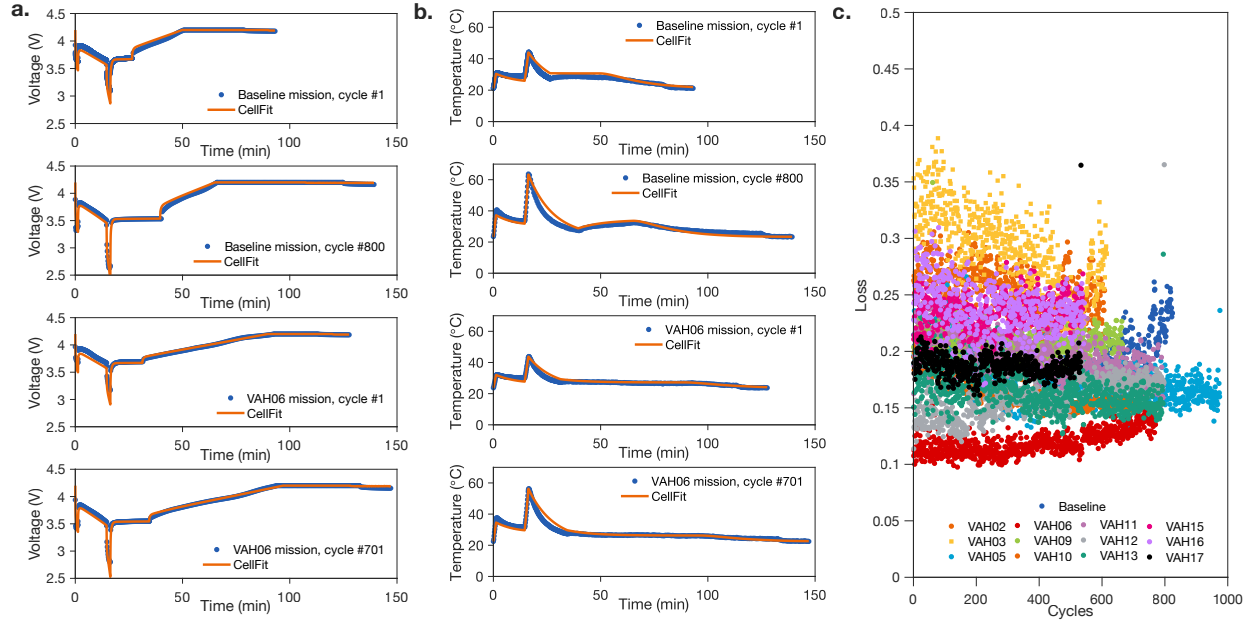 a.
4.5
4
3.5
3
2.5
Voltage (V)
Baseline mission, cycle #1
CellFit
0
50
100
150
Time (min)
4.5
4
3.5
3
2.5
Voltage (V)
Baseline mission, cycle #800
CellFit
0
50
100
150
Time (min)
4.5
4
3.5
3
2.5
Voltage (V)
VAH06 mission, cycle #1
CellFit
0
50
100
150
Time (min)
4.5
4
3.5
3
2.5
Voltage (V)
VAH06 mission, cycle #701
CellFit
0
50
100
150
Time (min)
b.
60
40
20
0
Temperature (°C)
Baseline mission, cycle #1
CellFit
0
50
100
150
Time (min)
60
40
20
0
Temperature (°C)
Baseline mission, cycle #800
CellFit
0
50
100
150
Time (min)
60
40
20
0
Temperature (°C)
VAH06 mission, cycle #1
CellFit
0
50
100
150
Time (min)
60
40
20
0
Temperature (°C)
VAH06 mission, cycle #701
CellFit
0
50
100
150
Time (min)
c.
0.5
0.45
0.4
0.35
0.3
0.25
0.2
0.15
0.1
0.05
0
Loss
Baseline
VAH02 VAH06 VAH11 VAH15
VAH03 VAH09 VAH12 VAH16
VAH05 VAH10 VAH13 VAH17
0
200
400
600
800
1000
Cycles